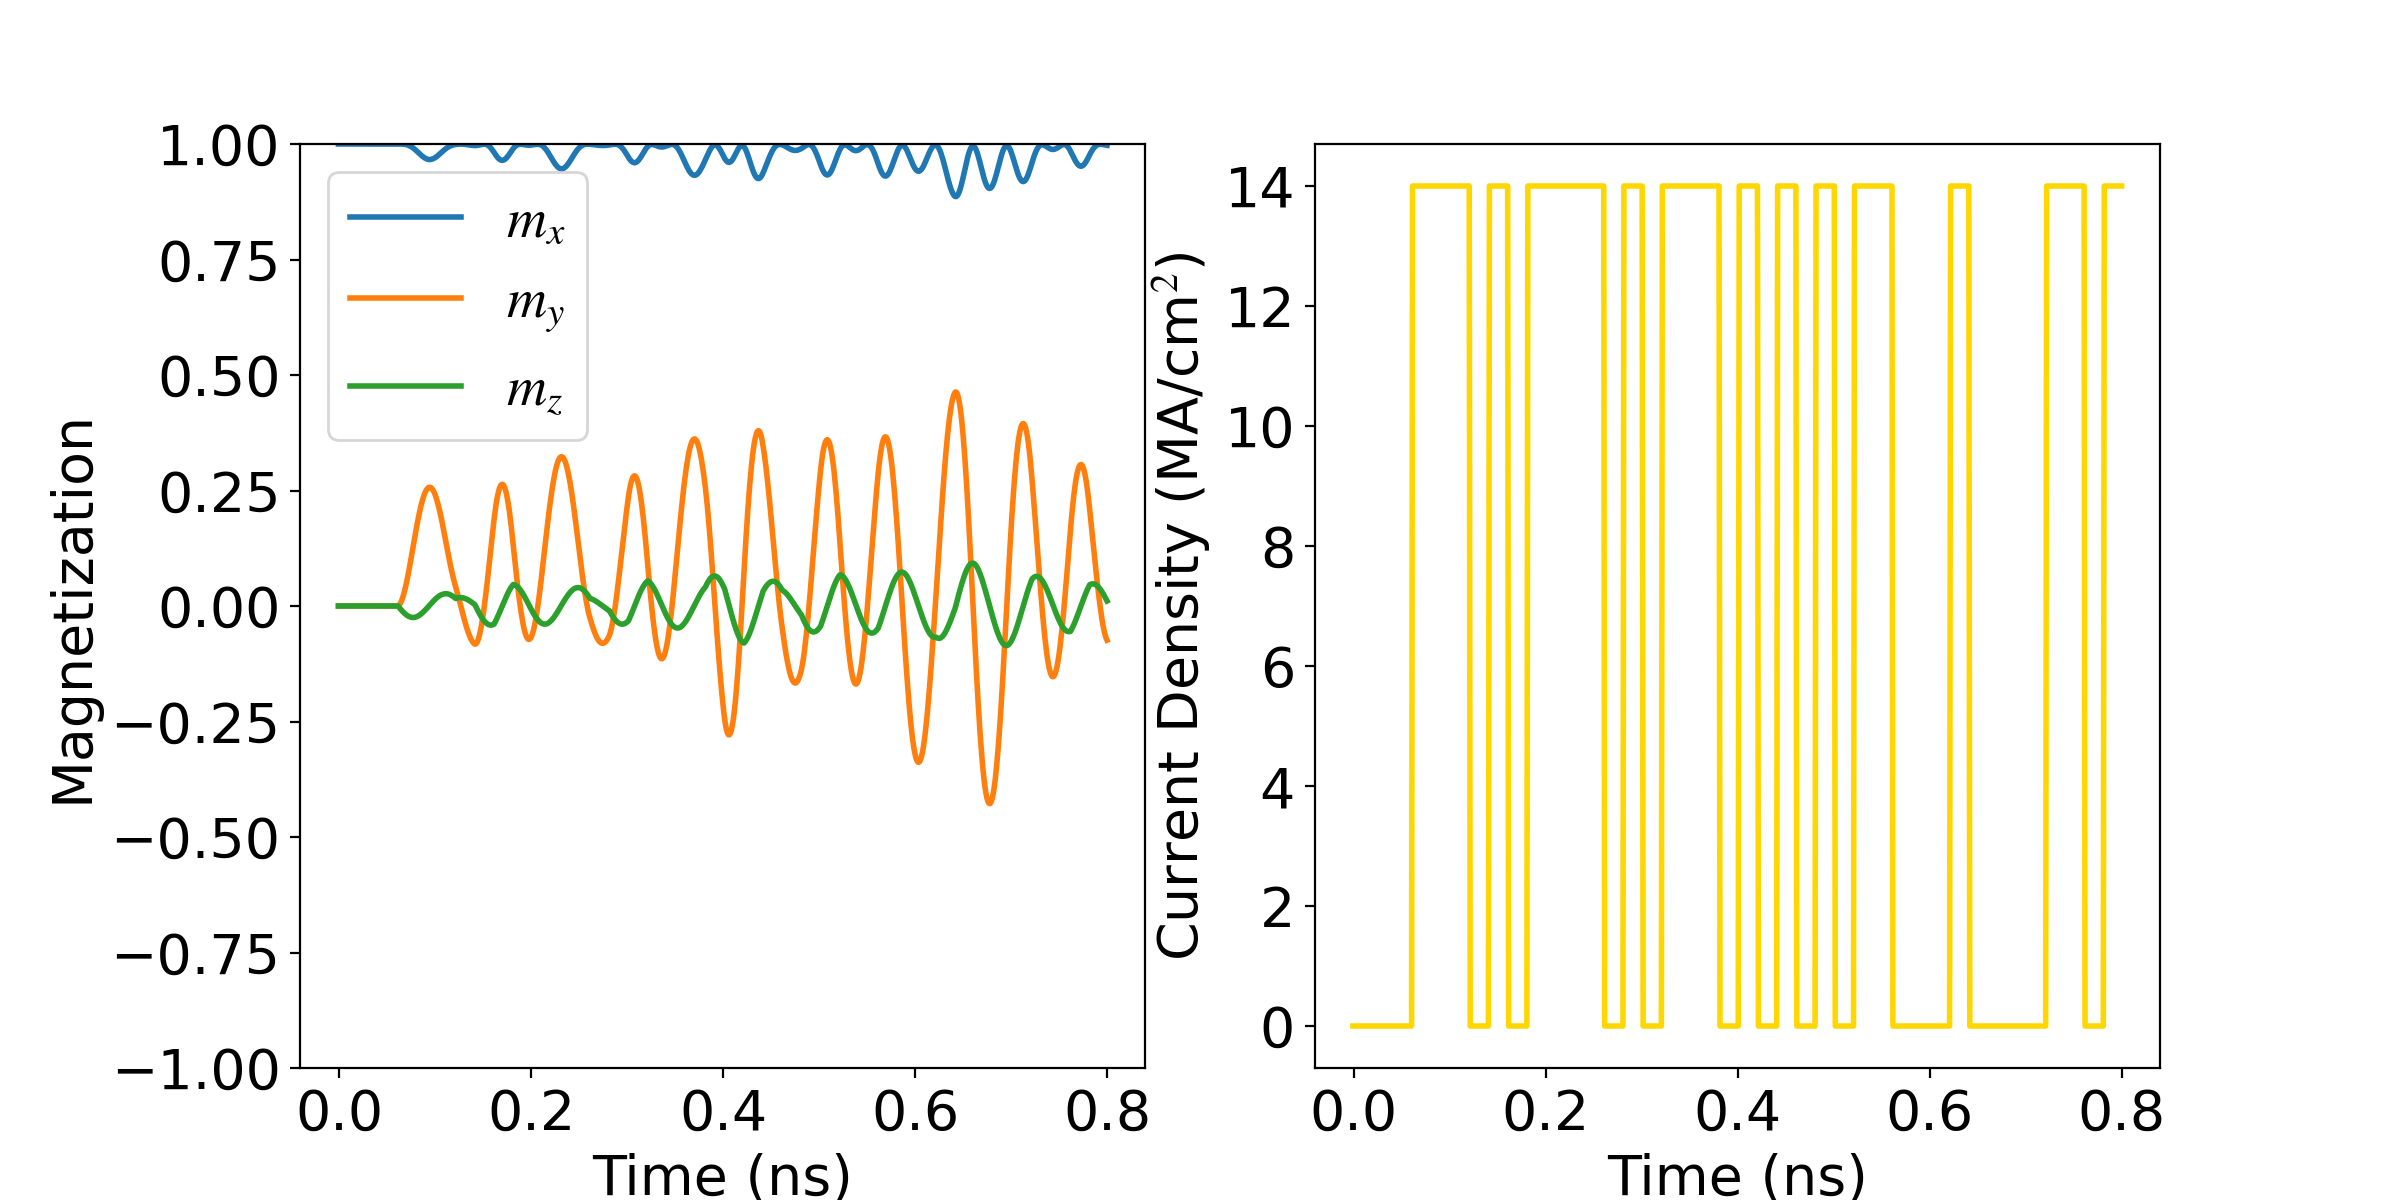 Magnetization
1.00
0.75
0.50
0.25
0.00
−0.25
−0.50
−0.75
−1.00
m_x
m_y
m_z
0.0 0.2 0.4 0.6 0.8
Time (ns)
Current Density (MA/cm²)
14
12
10
8
6
4
2
0
0.0 0.2 0.4 0.6 0.8
Time (ns)